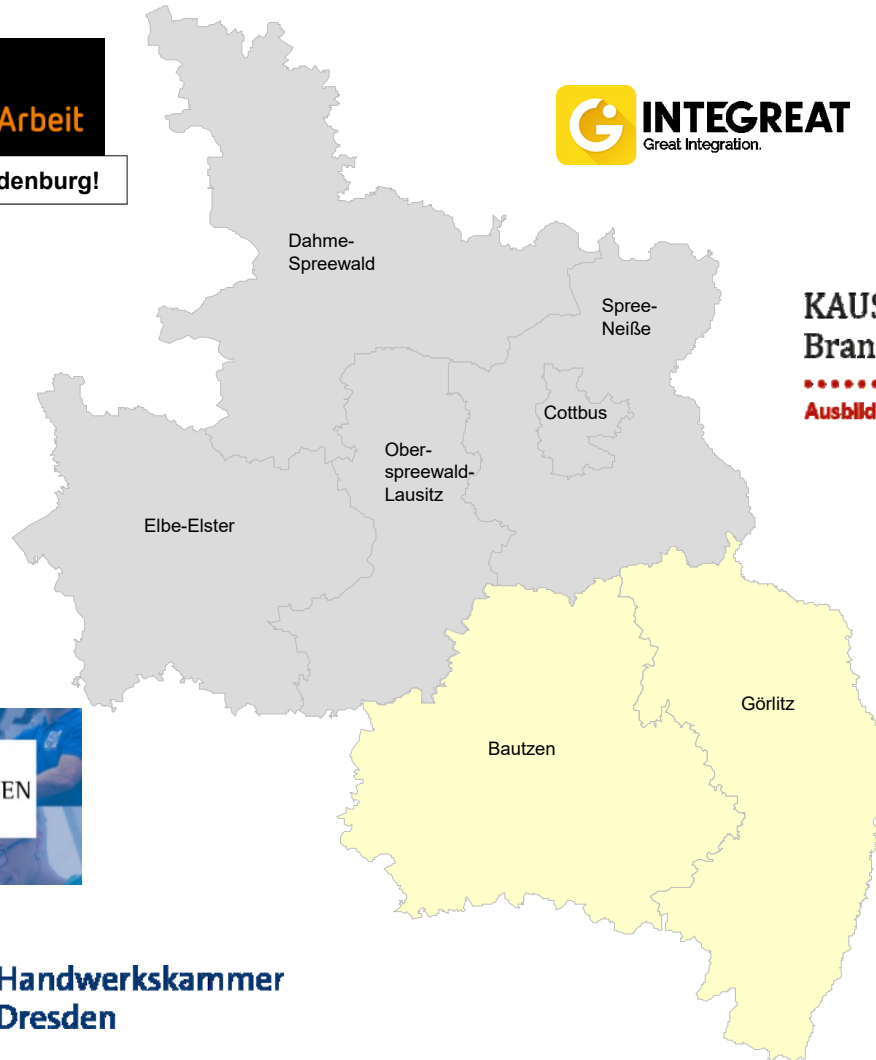 Arbeit
denburg!
INTEGREAT
Great Integration.
Dahme-
Spreewald
Spree-
Neiße
KAUS
Bran
Ausbild
Cottbus
Ober-
spreewald-
Lausitz
Elbe-Elster
Görlitz
Bautzen
EN
Handwerkskammer
Dresden